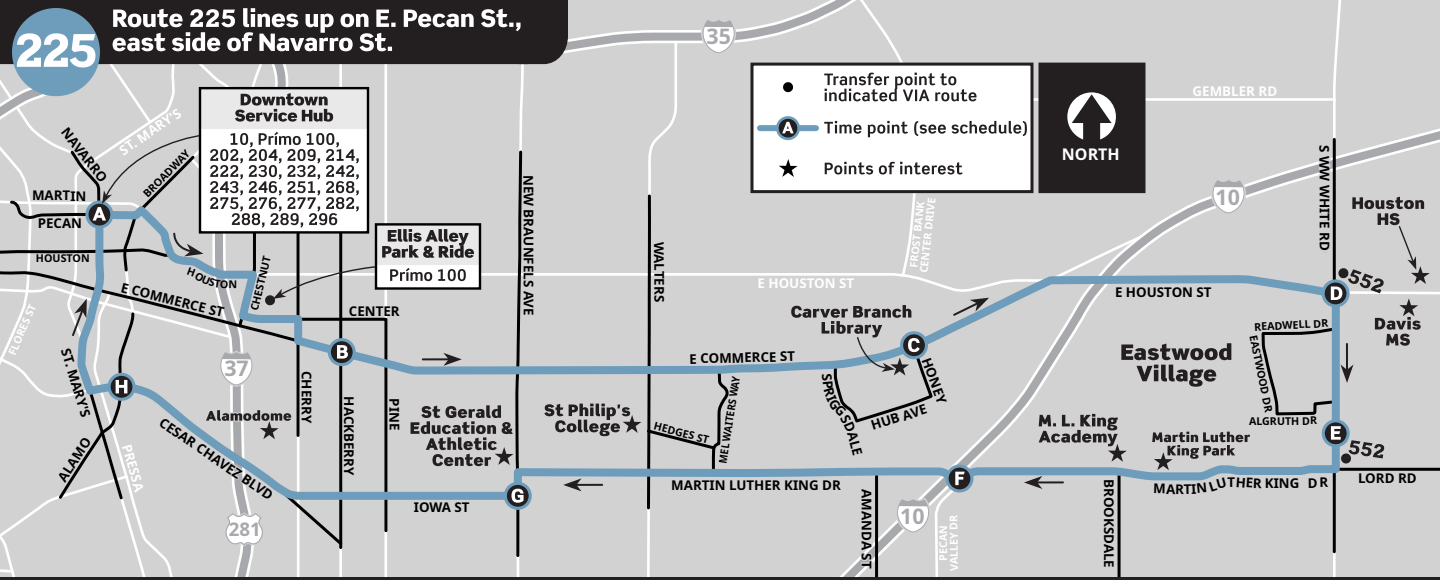 225
Route 225 lines up on E. Pecan St.,
east side of Navarro St.
35
Downtown
Service Hub
10, Prímo 100,
202, 204, 209, 214,
222, 230, 232, 242,
243, 246, 251, 268,
275, 276, 277, 282,
288, 289, 296
Ellis Alley
Park & Ride
Prímo 100
Transfer point to
indicated VIA route
A
Time point (see schedule)
Points of interest
NORTH
GEMBLER RD
NAVARRO
ST. MARY'S
BROADWAY
MARTIN
PECAN
A
HOUSTON
HOUSTON
CHESTNUT
E COMMERCE ST
CENTER
FLORES ST
ST. MARY'S
37
B
H
CHERRY
HACKBERRY
PINE
Alamodome
CESAR CHAVEZ BLVD
ALAMO
PRESSA
281
IOWA ST
NEW BRAUNFELS AVE
St Gerald
Education &
Athletic
Center
G
WALTERS
St Philip's
College
HEDGES ST
MEL WAITERS WAY
E COMMERCE ST
MARTIN LUTHER KING DR
E HOUSTON ST
FROST BANK
CENTER DRIVE
Carver Branch
Library
C
SPRIGGSDALE
HUB AVE
HONEY
AMANDA ST
F
10
PECAN
VALLEY DR
10
E HOUSTON ST
S WW WHITE RD
Houston
HS
552
D
Davis
MS
READWELL DR
EASTWOOD DR
ALGRUTH DR
Eastwood
Village
E
552
M. L. King
Academy
Martin Luther
King Park
BROOKSDALE
MARTIN LUTHER KING DR
LORD RD